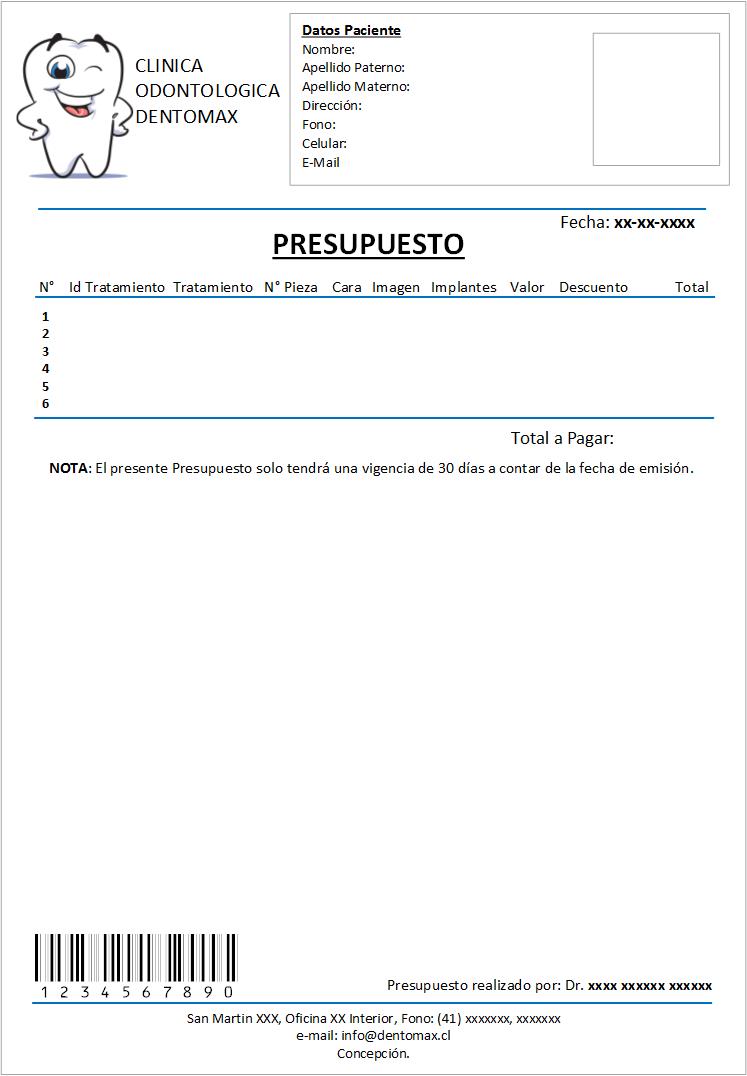 CLINICA
ODONTOLOGICA
DENTOMAX
Datos Paciente
Nombre:
Apellido Paterno:
Apellido Materno:
Dirección:
Fono:
Celular:
E-Mail
Fecha: xx-xx-xxxx
PRESUPUESTO
N° Id Tratamiento Tratamiento N° Pieza Cara Imagen Implantes Valor Descuento Total
1
2
3
4
5
6
Total a Pagar:
NOTA: El presente Presupuesto solo tendrá una vigencia de 30 días a contar de la fecha de emisión.
1 2 3 4 5 6 7 8 9 0
Presupuesto realizado por: Dr. xxxx xxxxxx xxxxxx
San Martin XXX, Oficina XX Interior, Fono: (41) xxxxxxx, xxxxxxx
e-mail: info@dentomax.cl
Concepción.